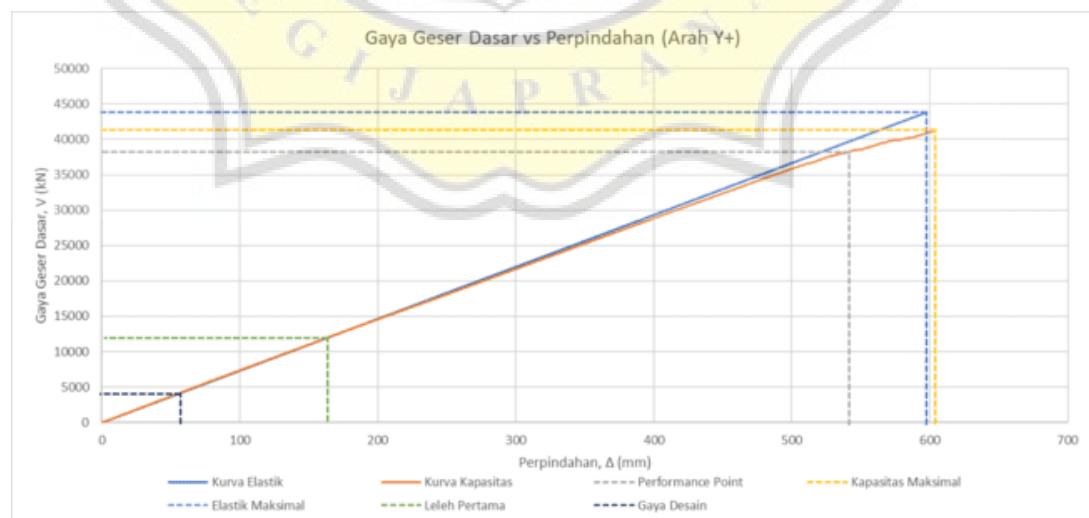 GIJAPRANA
Gaya Geser Dasar vs Perpindahan (Arah Y+)
Gaya Geser Dasar, V (kN)
50000
45000
40000
35000
30000
25000
20000
15000
10000
5000
0
0 100 200 300 400 500 600 700
Perpindahan, Δ (mm)
Kurva Elastik Kurva Kapasitas Performance Point Kapasitas Maksimal
Elastik Maksimal Leleh Pertama Gaya Desain